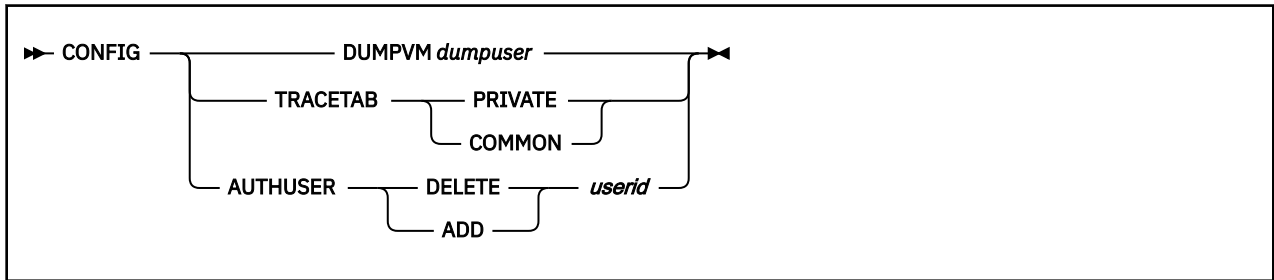 CONFIG DUMPVM dumpuser
TRACETAB PRIVATE
COMMON
AUTHUSER DELETE userid
ADD